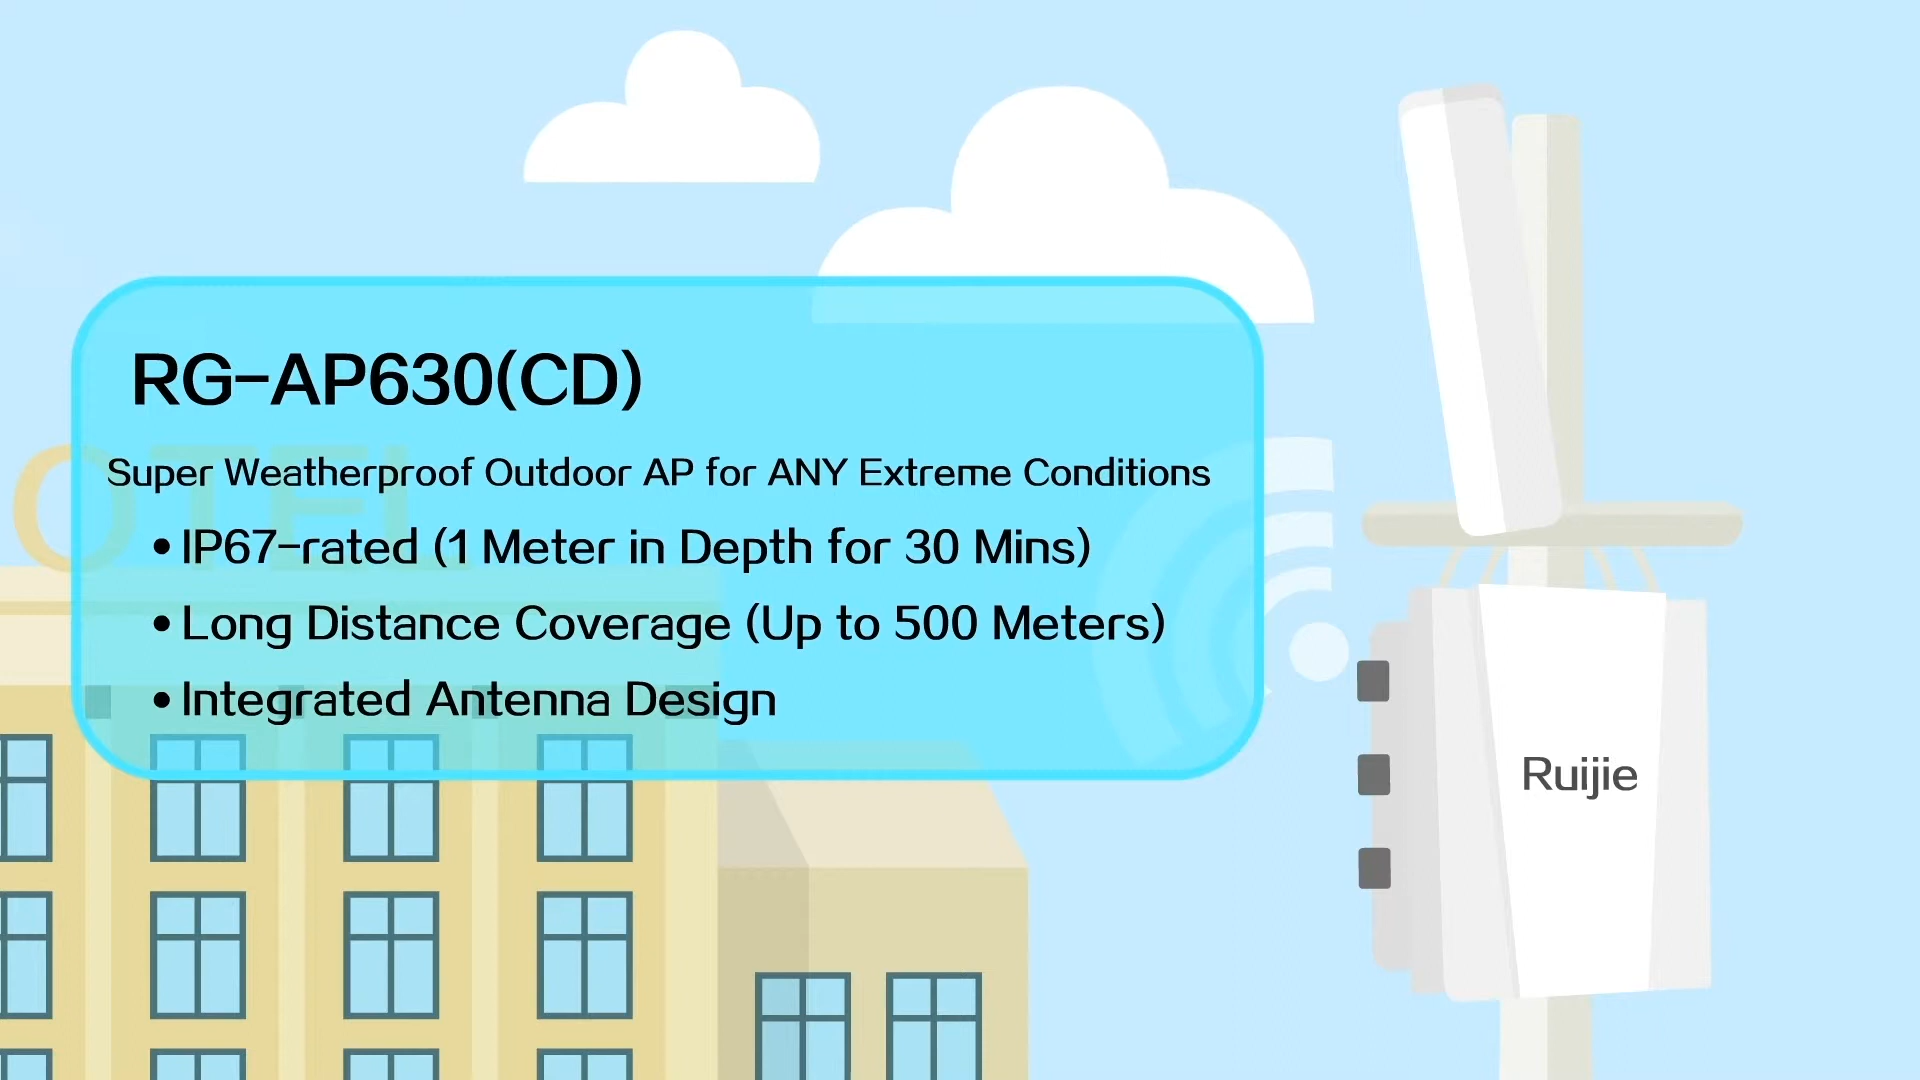 RG-AP630(CD)
Super Weatherproof Outdoor AP for ANY Extreme Conditions
• IP67-rated (1 Meter in Depth for 30 Mins)
• Long Distance Coverage (Up to 500 Meters)
• Integrated Antenna Design
OTEL
Ruijie